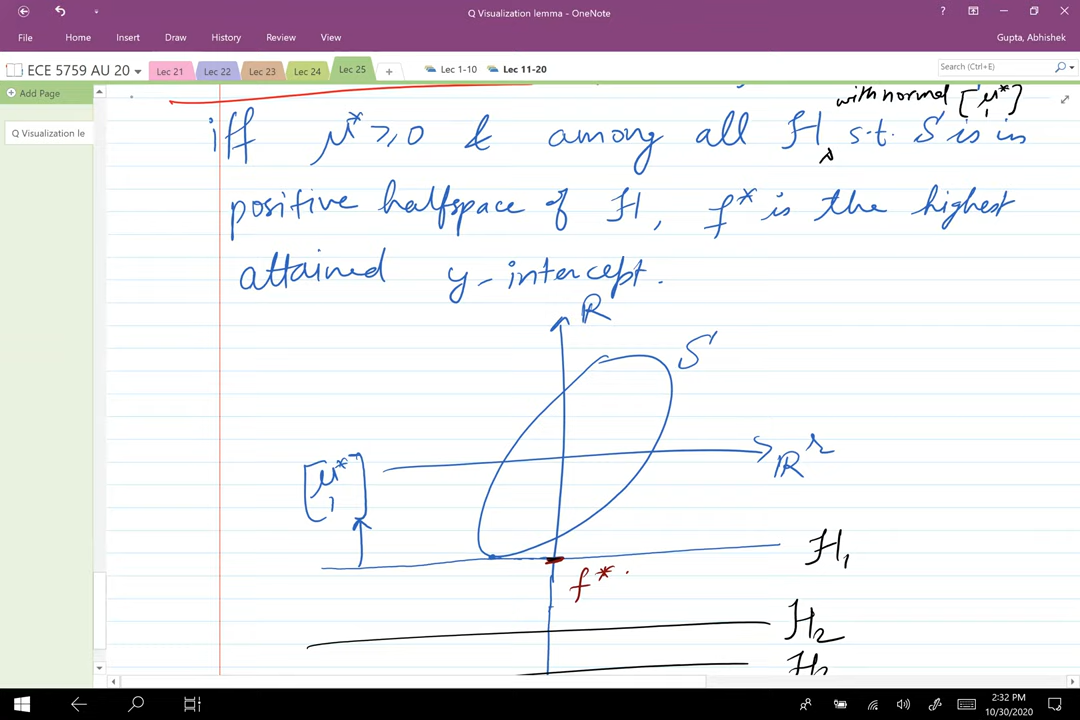 Q Visualization lemma - OneNote
File Home Insert Draw History Review View Gupta, Abhishek
ECE 5759 AU 20 Lec 21 Lec 22 Lec 23 Lec 24 Lec 25 Lec 1-10 Lec 11-20 Search (Ctrl+E)
Add Page
Q Visualization le
with normal [μ* 1]
iff μ* ≥ 0 & among all H s.t. S is in
positive halfspace of H, f* is the highest
attained y-intercept.
ℝ
S
ℝ^r
[μ* 1]
H₁
f*
H₂
2:32 PM
10/30/2020